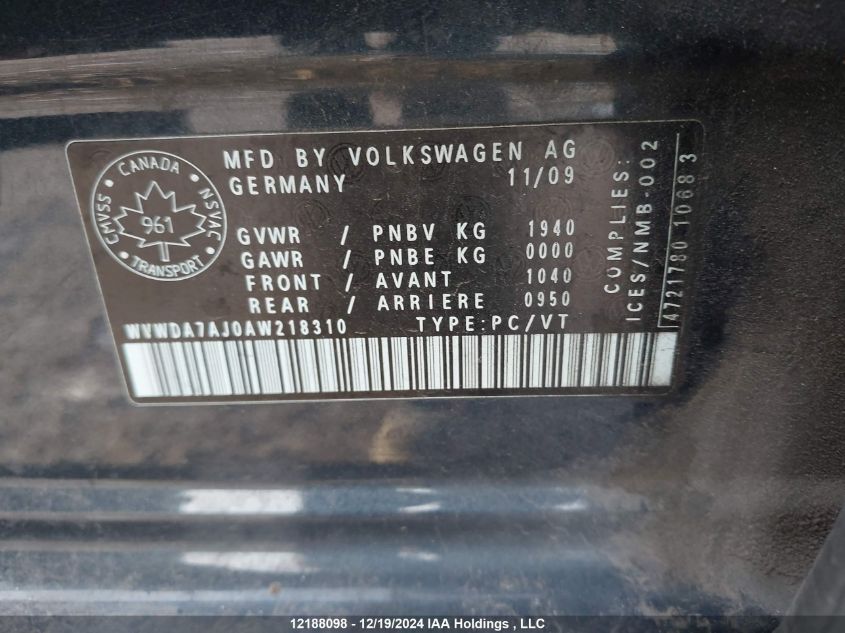 CANADA
CMVSS
NSVAC
961
TRANSPORT
MFD BY VOLKSWAGEN AG
GERMANY 11/09
GVWR / PNBV KG 1940
GAWR / PNBE KG 0000
FRONT / AVANT 1040
REAR / ARRIERE 0950
WVWDA7AJ0AW218310 TYPE:PC/VT
COMPLIES:
ICES/NMB-002
4721780 10683
12188098 - 12/19/2024 IAA Holdings , LLC